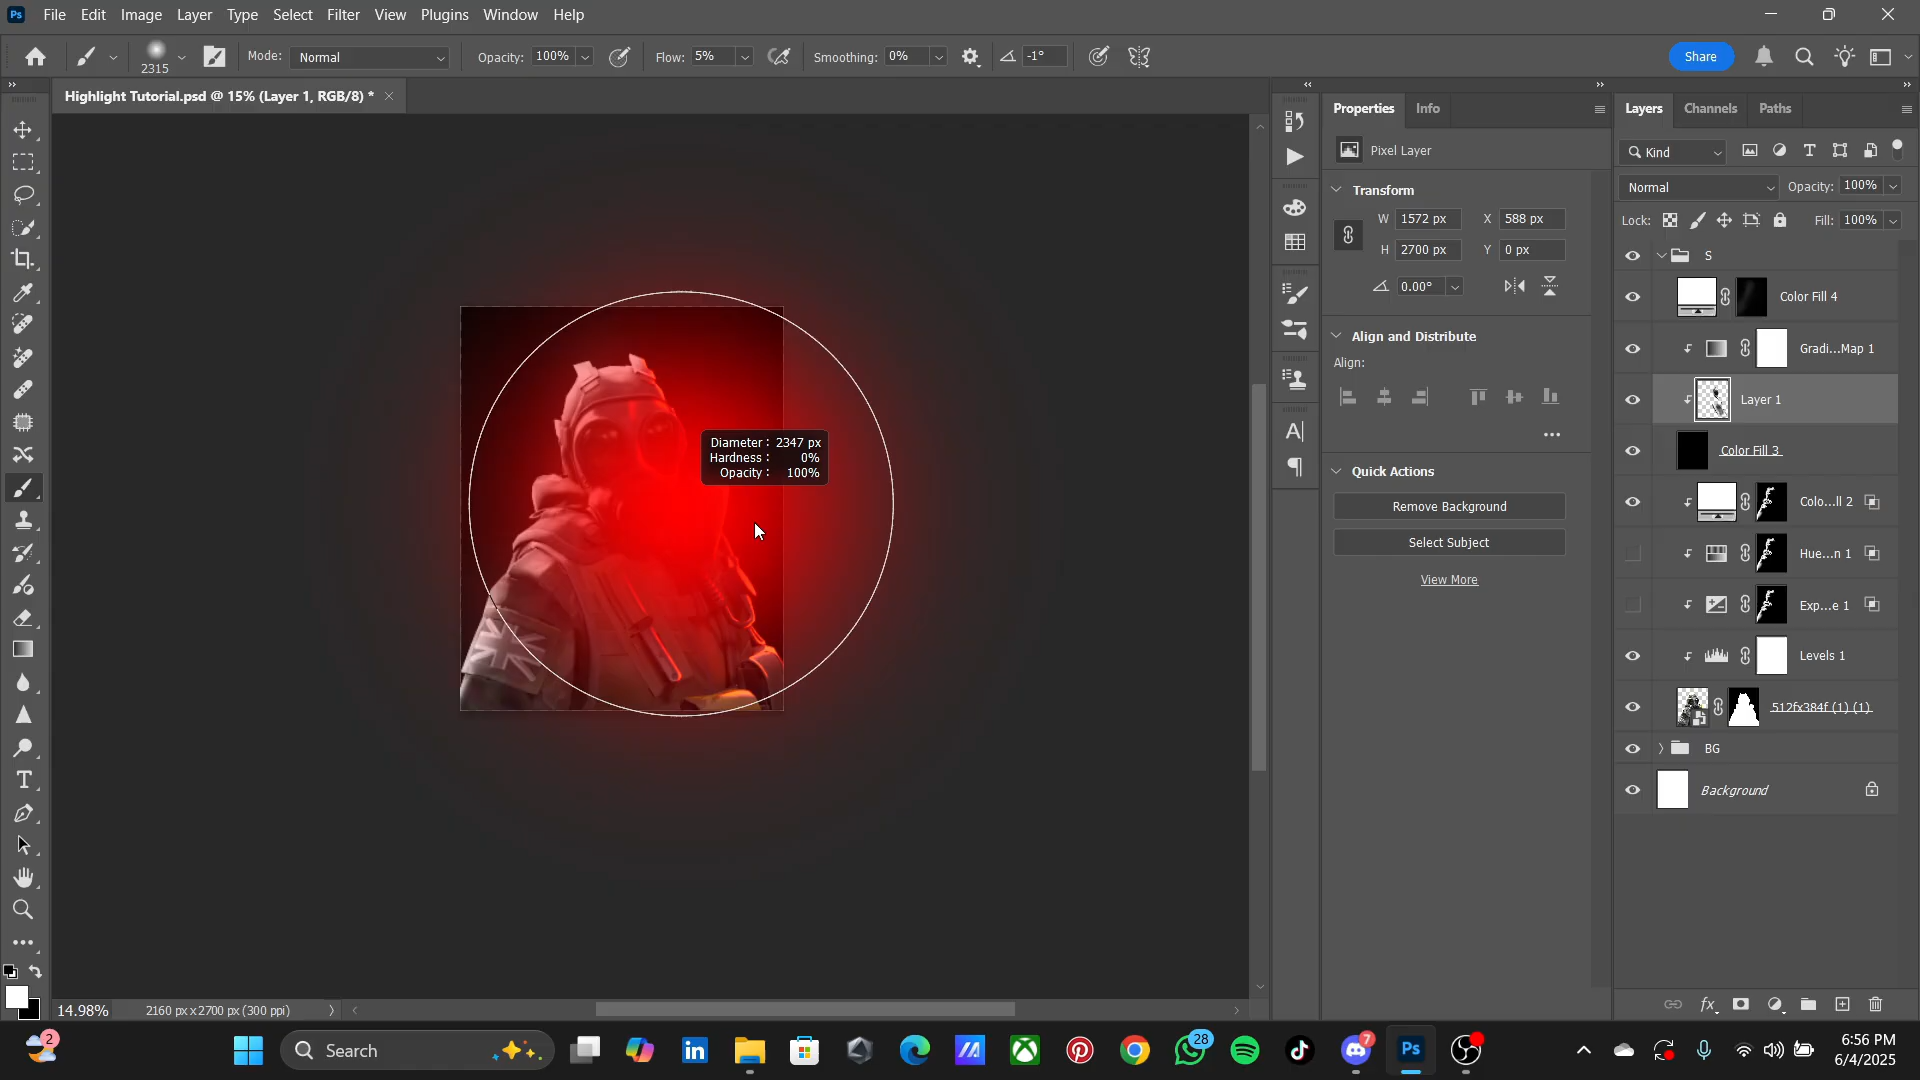 Ps File Edit Image Layer Type Select Filter View Plugins Window Help
2315 Mode: Normal Opacity: 100% Flow: 5% Smoothing: 0% -1° Share
Highlight Tutorial.psd @ 15% (Layer 1, RGB/8) *
Properties Info
Pixel Layer
Transform
W 1572 px X 588 px
H 2700 px Y 0 px
0.00°
Align and Distribute
Align:
Quick Actions
Remove Background
Select Subject
View More
Layers Channels Paths
Kind
Normal Opacity: 100%
Lock: Fill: 100%
S
Color Fill 4
Gradi...Map 1
Layer 1
Color Fill 3
Colo...ll 2
Hue...n 1
Exp...e 1
Levels 1
512fx384f (1) (1)
BG
Background
Diameter: 2347 px
Hardness: 0%
Opacity: 100%
14.98% 2160 px x 2700 px (300 ppi)
2 Search 28 7 Ps
6:56 PM
6/4/2025